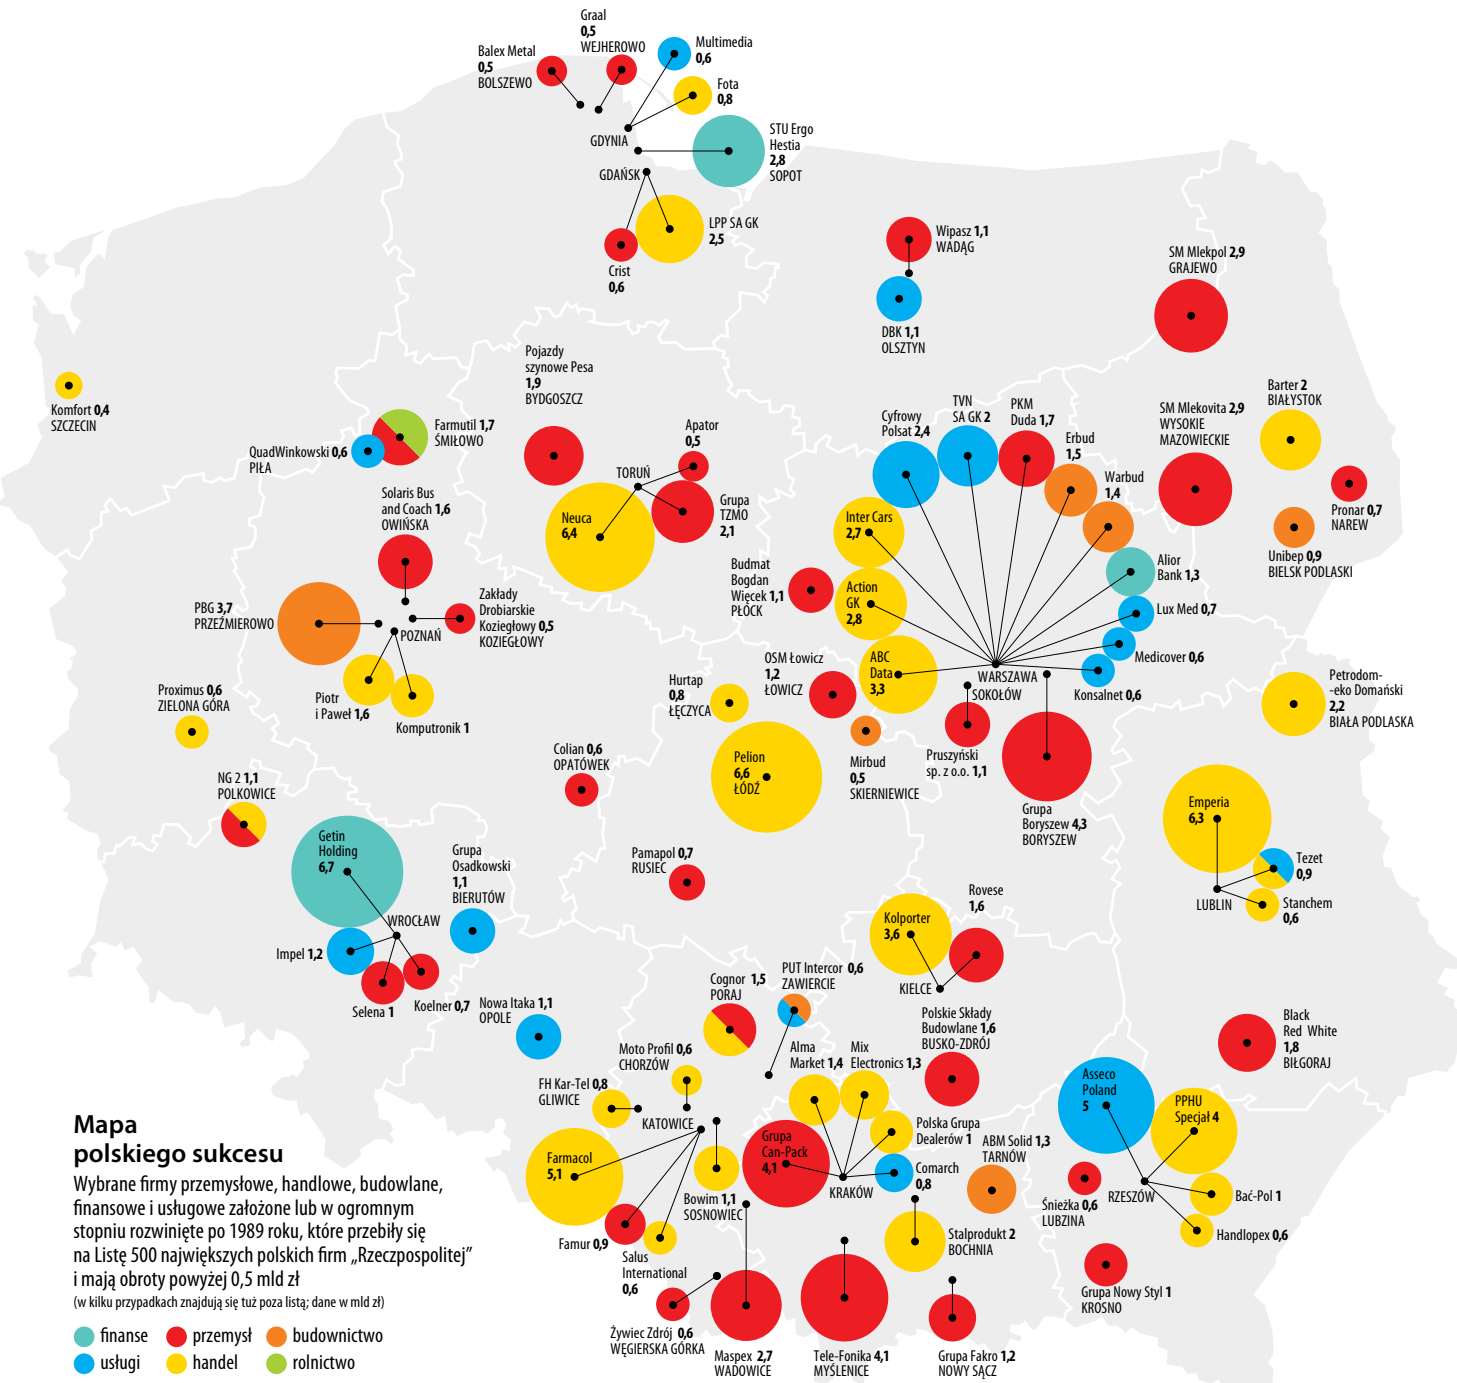 Graal
0,5
WEJHEROWO
Multimedia
0,6
Balex Metal
0,5
BOLSZEWO
Fota
0,8
GDYNIA
STU Ergo
Hestia
2,8
SOPOT
GDAŃSK
LPP SA GK
2,5
Crist
0,6
Wipasz 1,1
WADĄG
DBK 1,1
OLSZTYN
SM Mlekpol 2,9
GRAJEWO
Komfort 0,4
SZCZECIN
Pojazdy
szynowe Pesa
1,9
BYDGOSZCZ
Farmutil 1,7
ŚMIŁOWO
QuadWinkowski 0,6
PIŁA
Apator
0,5
TORUŃ
Grupa
TZMO
2,1
Neuca
6,4
Solaris Bus
and Coach 1,6
OWIŃSKA
Cyfrowy
Polsat 2,4
TVN
SA GK 2
PKM
Duda 1,7
Erbud
1,5
Warbud
1,4
SM Mlekovita 2,9
WYSOKIE
MAZOWIECKIE
Barter 2
BIAŁYSTOK
Pronar 0,7
NAREW
Unibep 0,9
BIELSK PODLASKI
Inter Cars
2,7
Alior
Bank 1,3
Action
GK
2,8
Lux Med 0,7
Medicover 0,6
Konsalnet 0,6
ABC
Data
3,3
WARSZAWA
SOKOŁÓW
Budmat
Bogdan
Więcek 1,1
PŁOCK
Zakłady
Drobiarskie
Koziegłowy 0,5
KOZIEGŁOWY
PBG 3,7
PRZEŹMIEROWO
POZNAŃ
Piotr
i Paweł 1,6
Komputronik 1
Proximus 0,6
ZIELONA GÓRA
OSM Łowicz
1,2
ŁOWICZ
Hurtap
0,8
ŁĘCZYCA
Mirbud
0,5
SKIERNIEWICE
Pruszyński
sp. z o.o. 1,1
Grupa
Boryszew 4,3
BORYSZEW
Petrodom-
-eko Domański
2,2
BIAŁA PODLASKA
Colian 0,6
OPATÓWEK
Pelion
6,6
ŁÓDŹ
NG 2 1,1
POLKOWICE
Getin
Holding
6,7
Grupa
Osadkowski
1,1
BIERUTÓW
WROCŁAW
Impel 1,2
Selena 1
Koelner 0,7
Nowa Itaka 1,1
OPOLE
Pamapol 0,7
RUSIEC
Emperia
6,3
Tezet
0,9
LUBLIN
Stanchem
0,6
Rovese
1,6
Kolporter
3,6
KIELCE
Cognor 1,5
PORAJ
PUT Intercor 0,6
ZAWIERCIE
Polskie Składy
Budowlane 1,6
BUSKO-ZDRÓJ
Black
Red White
1,8
BIŁGORAJ
Moto Profil 0,6
CHORZÓW
Alma
Market 1,4
Mix
Electronics 1,3
FH Kar-Tel 0,8
GLIWICE
KATOWICE
Polska Grupa
Dealerów 1
ABM Solid 1,3
TARNÓW
Asseco
Poland
5
PPHU
Specjał 4
Farmacol
5,1
Grupa
Can-Pack
4,1
Comarch
0,8
KRAKÓW
Bowim 1,1
SOSNOWIEC
Śnieżka 0,6
LUBZINA
RZESZÓW
Bać-Pol 1
Handlopex 0,6
Famur 0,9
Salus
International
0,6
Stalprodukt 2
BOCHNIA
Grupa Nowy Styl 1
KROSNO
Żywiec Zdrój 0,6
WĘGIERSKA GÓRKA
Maspex 2,7
WADOWICE
Tele-Fonika 4,1
MYŚLENICE
Grupa Fakro 1,2
NOWY SĄCZ
Mapa
polskiego sukcesu
Wybrane firmy przemysłowe, handlowe, budowlane,
finansowe i usługowe założone lub w ogromnym
stopniu rozwinięte po 1989 roku, które przebiły się
na Listę 500 największych polskich firm „Rzeczpospolitej”
i mają obroty powyżej 0,5 mld zł
(w kilku przypadkach znajdują się tuż poza listą; dane w mld zł)
finanse przemysł budownictwo
usługi handel rolnictwo